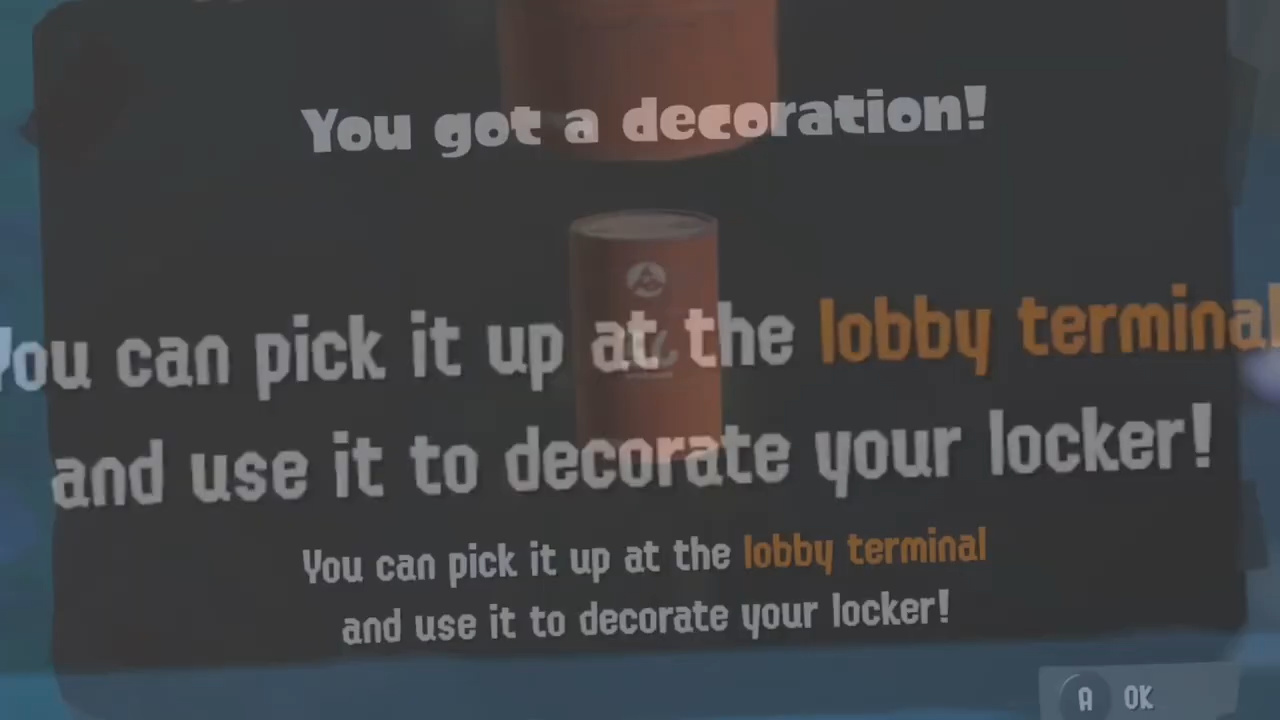 You got a decoration!
You can pick it up at the lobby terminal
and use it to decorate your locker!
You can pick it up at the lobby terminal
and use it to decorate your locker!
A OK